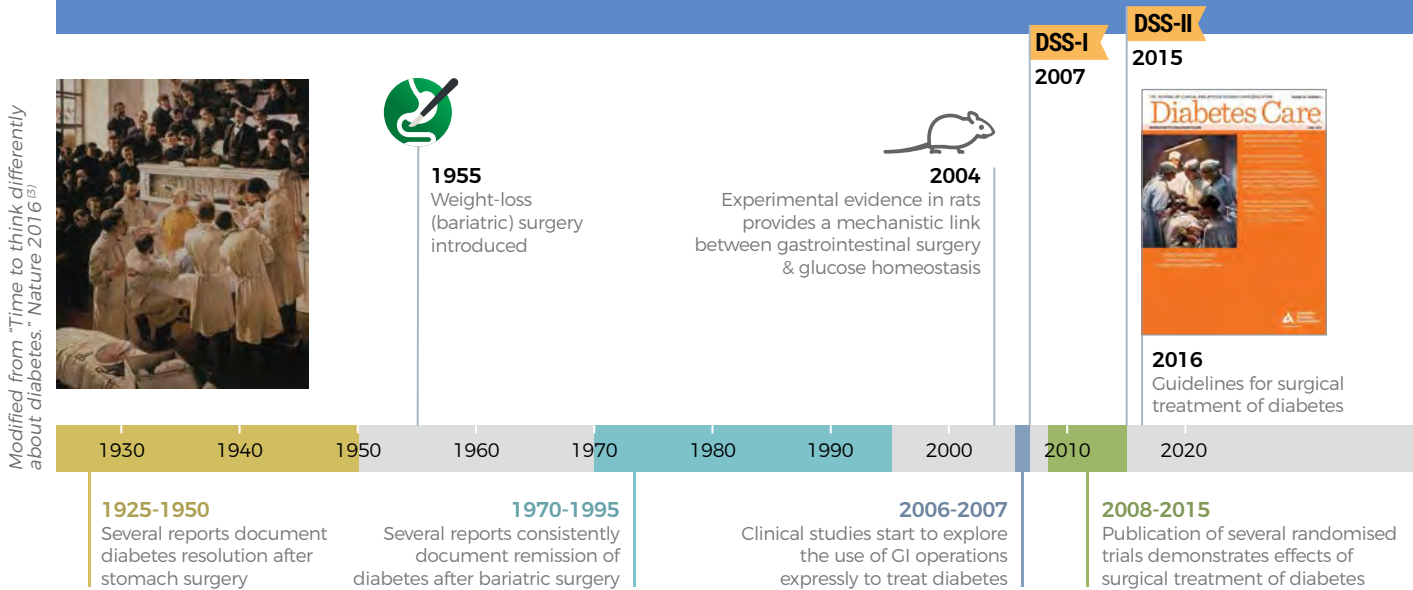 DSS-I
2007
DSS-II
2015
Modified from "Time to think differently
about diabetes." Nature 2016 (3)
1955
Weight-loss
(bariatric) surgery
introduced
2004
Experimental evidence in rats
provides a mechanistic link
between gastrointestinal surgery
& glucose homeostasis
Diabetes Care
2016
Guidelines for surgical
treatment of diabetes
1930 1940 1950 1960 1970 1980 1990 2000 2010 2020
1925-1950
Several reports document
diabetes resolution after
stomach surgery
1970-1995
Several reports consistently
document remission of
diabetes after bariatric surgery
2006-2007
Clinical studies start to explore
the use of GI operations
expressly to treat diabetes
2008-2015
Publication of several randomised
trials demonstrates effects of
surgical treatment of diabetes